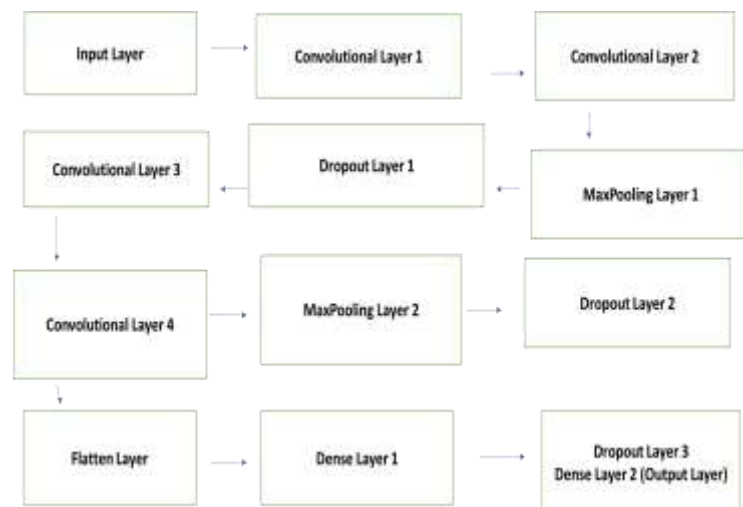 Input Layer
Convolutional Layer 1
Convolutional Layer 2
Convolutional Layer 3
Dropout Layer 1
MaxPooling Layer 1
Convolutional Layer 4
MaxPooling Layer 2
Dropout Layer 2
Flatten Layer
Dense Layer 1
Dropout Layer 3
Dense Layer 2 (Output Layer)